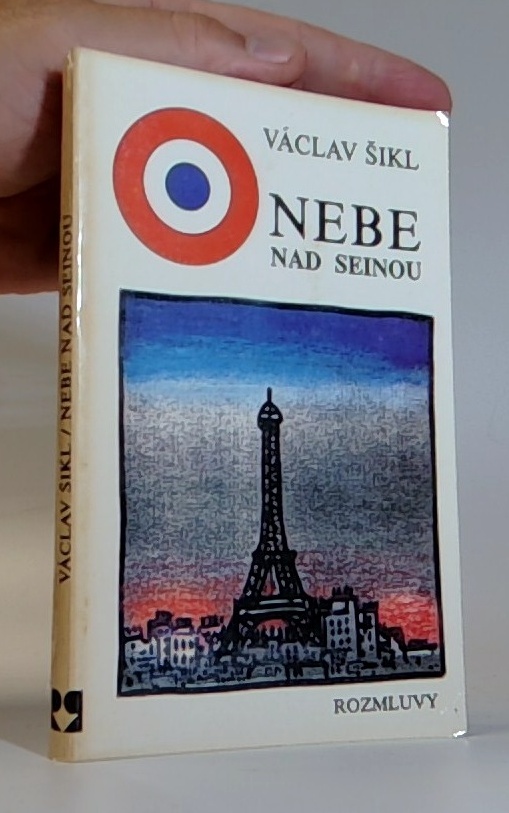 VÁCLAV ŠIKL
NEBE
NAD SEINOU
ROZMLUVY
VÁCLAV ŠIKL / NEBE NAD SEINOU